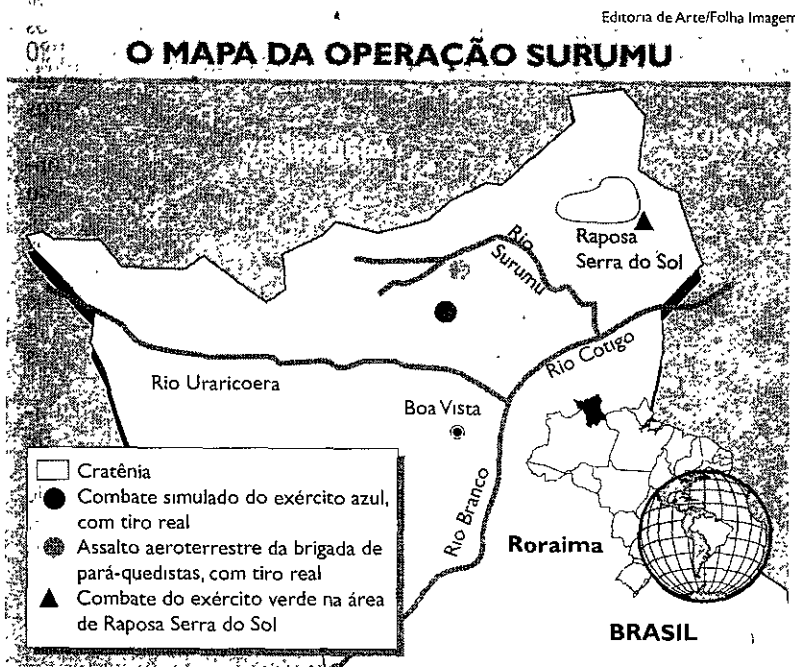 Editoria de Arte/Folha Imagem
O MAPA DA OPERAÇÃO SURUMU
VENEZUELA
Rio
Surumu
Raposa
Serra do Sol
Rio Cotigo
Rio Uraricoera
Boa Vista
Rio Branco
Roraima
BRASIL
Cratênia
Combate simulado do exército azul,
com tiro real
Assalto aeroterrestre da brigada de
pará-quedistas, com tiro real
Combate do exército verde na área
de Raposa Serra do Sol